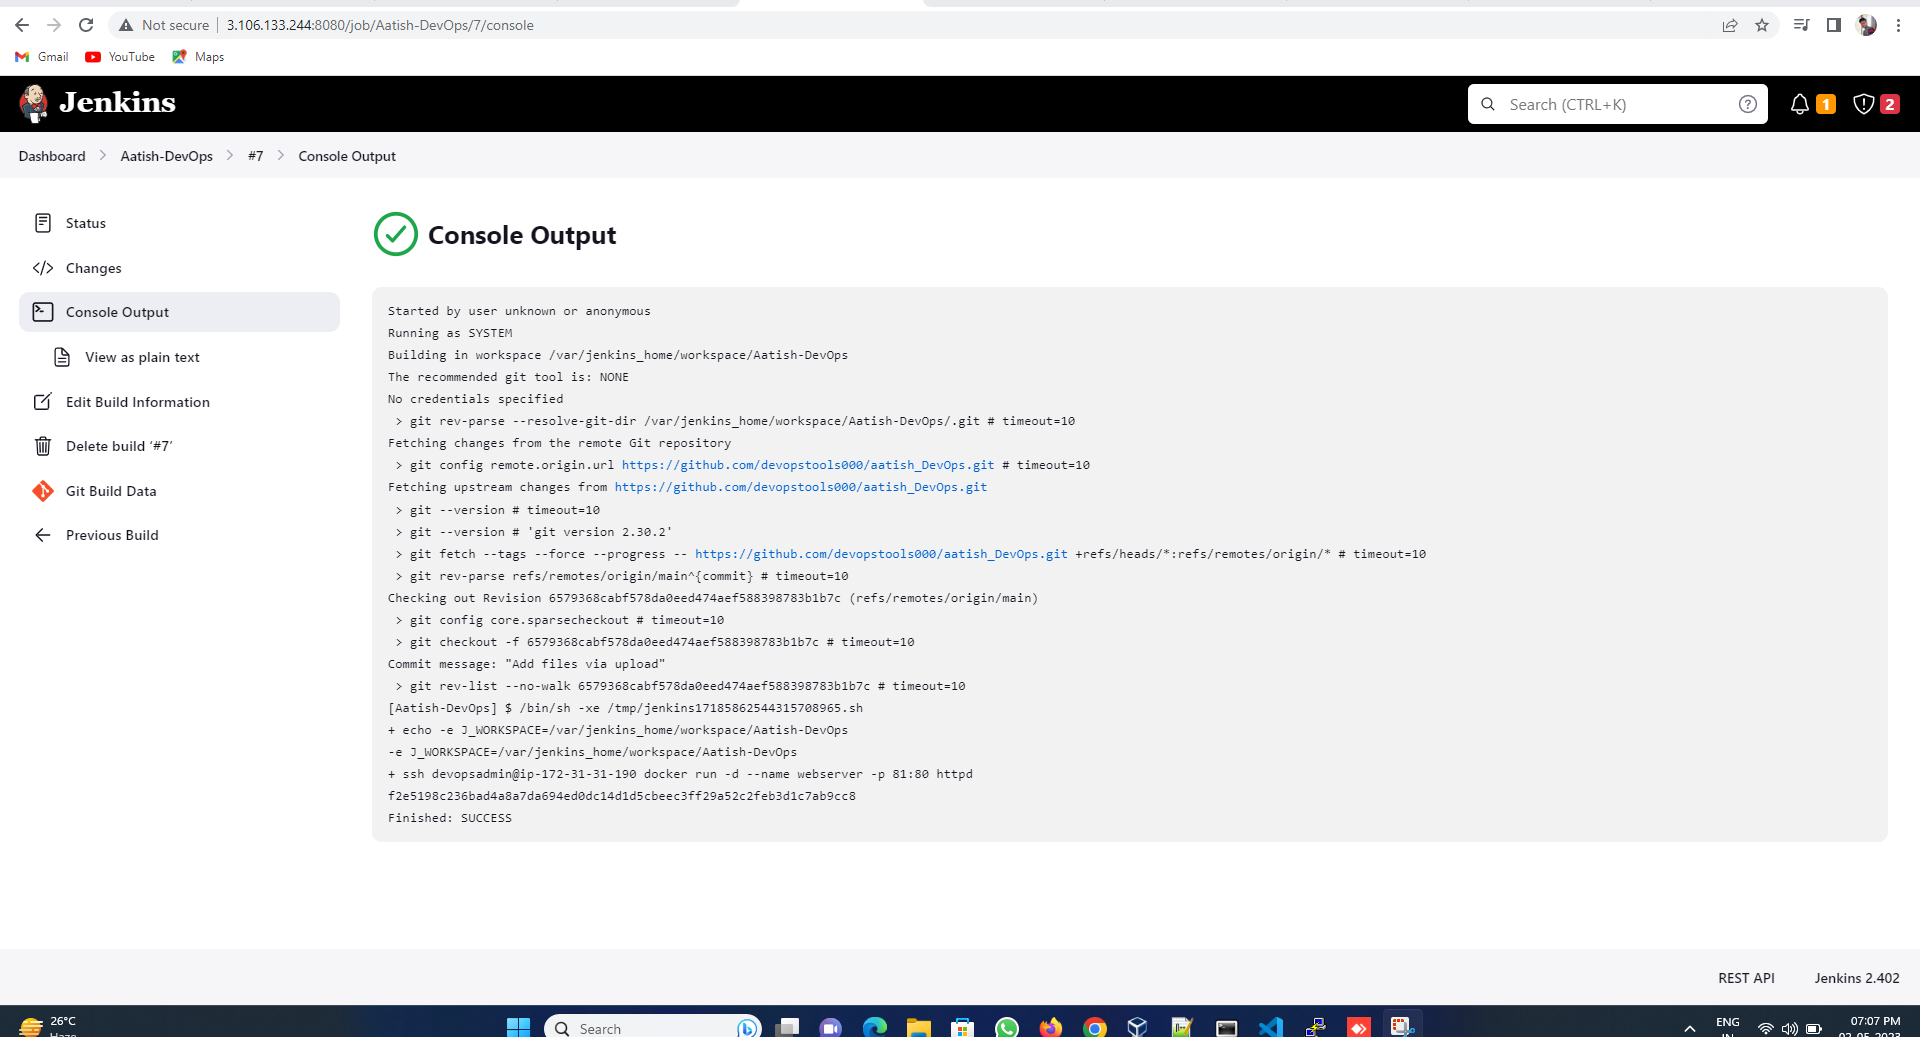 Not secure
3.106.133.244:8080/job/Aatish-DevOps/7/console
Gmail
YouTube
Maps
Jenkins
Search (CTRL+K)
?
1
2
Dashboard
Aatish-DevOps
#7
Console Output
Status
Changes
Console Output
View as plain text
Edit Build Information
Delete build ‘#7’
Git Build Data
Previous Build
Console Output
Started by user unknown or anonymous
Running as SYSTEM
Building in workspace /var/jenkins_home/workspace/Aatish-DevOps
The recommended git tool is: NONE
No credentials specified
> git rev-parse --resolve-git-dir /var/jenkins_home/workspace/Aatish-DevOps/.git # timeout=10
Fetching changes from the remote Git repository
> git config remote.origin.url https://github.com/devopstools000/aatish_DevOps.git # timeout=10
Fetching upstream changes from https://github.com/devopstools000/aatish_DevOps.git
> git --version # timeout=10
> git --version # 'git version 2.30.2'
> git fetch --tags --force --progress -- https://github.com/devopstools000/aatish_DevOps.git +refs/heads/*:refs/remotes/origin/* # timeout=10
> git rev-parse refs/remotes/origin/main^{commit} # timeout=10
Checking out Revision 6579368cabf578da0eed474aef588398783b1b7c (refs/remotes/origin/main)
> git config core.sparsecheckout # timeout=10
> git checkout -f 6579368cabf578da0eed474aef588398783b1b7c # timeout=10
Commit message: "Add files via upload"
> git rev-list --no-walk 6579368cabf578da0eed474aef588398783b1b7c # timeout=10
[Aatish-DevOps] $ /bin/sh -xe /tmp/jenkins17185862544315708965.sh
+ echo -e J_WORKSPACE=/var/jenkins_home/workspace/Aatish-DevOps
-e J_WORKSPACE=/var/jenkins_home/workspace/Aatish-DevOps
+ ssh devopsadmin@ip-172-31-31-190 docker run -d --name webserver -p 81:80 httpd
f2e5198c236bad4a8a7da694ed0dc14d1d5cbeec3ff29a52c2feb3d1c7ab9cc8
Finished: SUCCESS
REST API
Jenkins 2.402
26°C
Haze
Search
ENG
IN
07:07 PM
02-05-2023